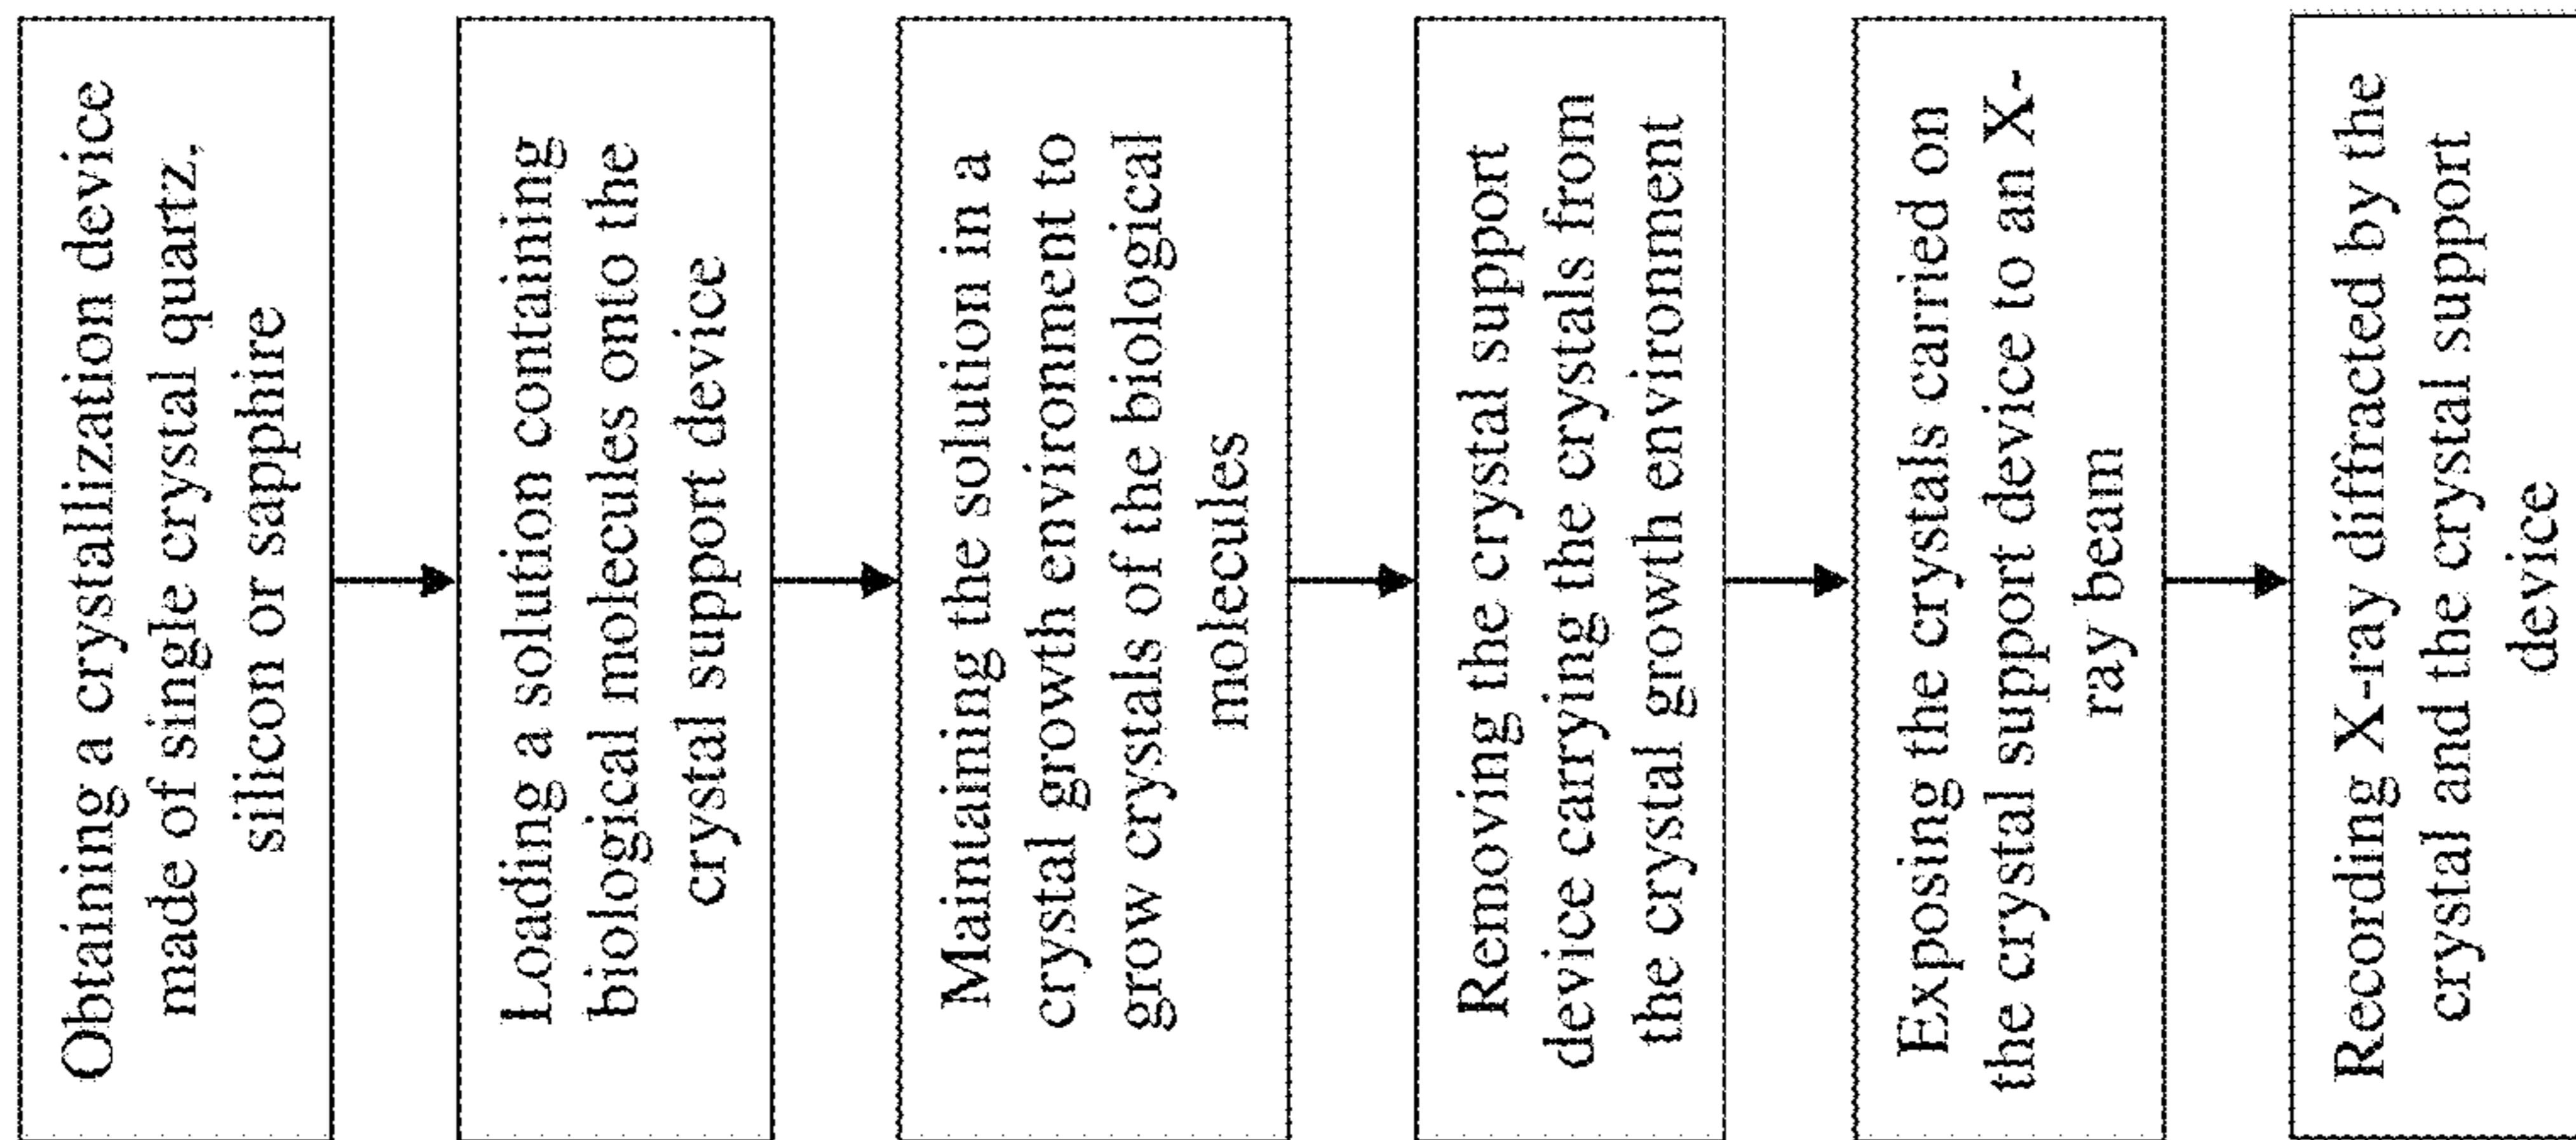 Obtaining a crystallization device
made of single crystal quartz,
silicon or sapphire
Loading a solution containing
biological molecules onto the
crystal support device
Maintaining the solution in a
crystal growth environment to
grow crystals of the biological
molecules
Removing the crystal support
device carrying the crystals from
the crystal growth environment
Exposing the crystals carried on
the crystal support device to an X-
ray beam
Recording X-ray diffracted by the
crystal and the crystal support
device